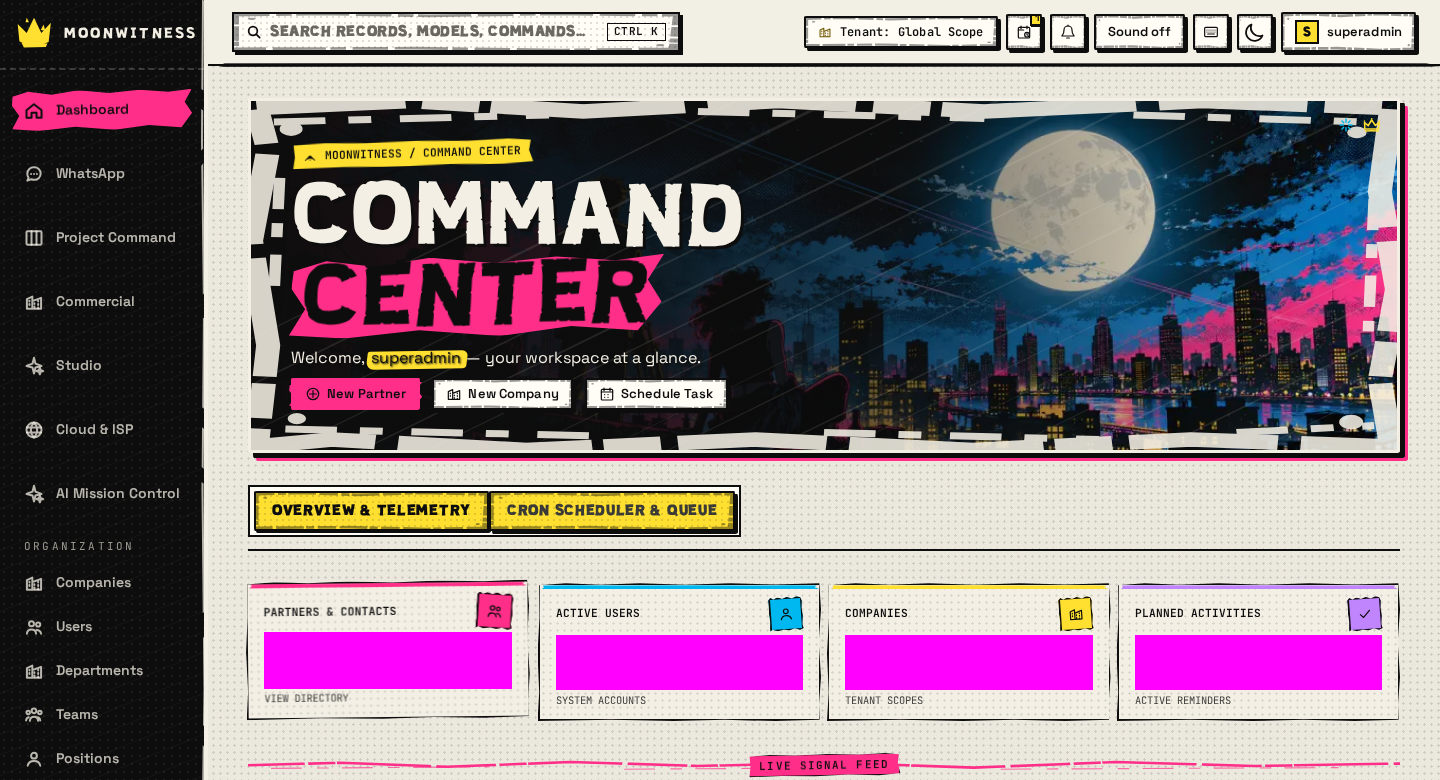 MOONWITNESS
SEARCH RECORDS, MODELS, COMMANDS…
CTRL K
Tenant: Global Scope
Sound off
S
superadmin
Dashboard
WhatsApp
Project Command
Commercial
Studio
Cloud & ISP
AI Mission Control
ORGANIZATION
Companies
Users
Departments
Teams
Positions
MOONWITNESS / COMMAND CENTER
COMMAND
CENTER
Welcome, superadmin — your workspace at a glance.
New Partner
New Company
Schedule Task
OVERVIEW & TELEMETRY
CRON SCHEDULER & QUEUE
PARTNERS & CONTACTS
VIEW DIRECTORY
ACTIVE USERS
SYSTEM ACCOUNTS
COMPANIES
TENANT SCOPES
PLANNED ACTIVITIES
ACTIVE REMINDERS
LIVE SIGNAL FEED